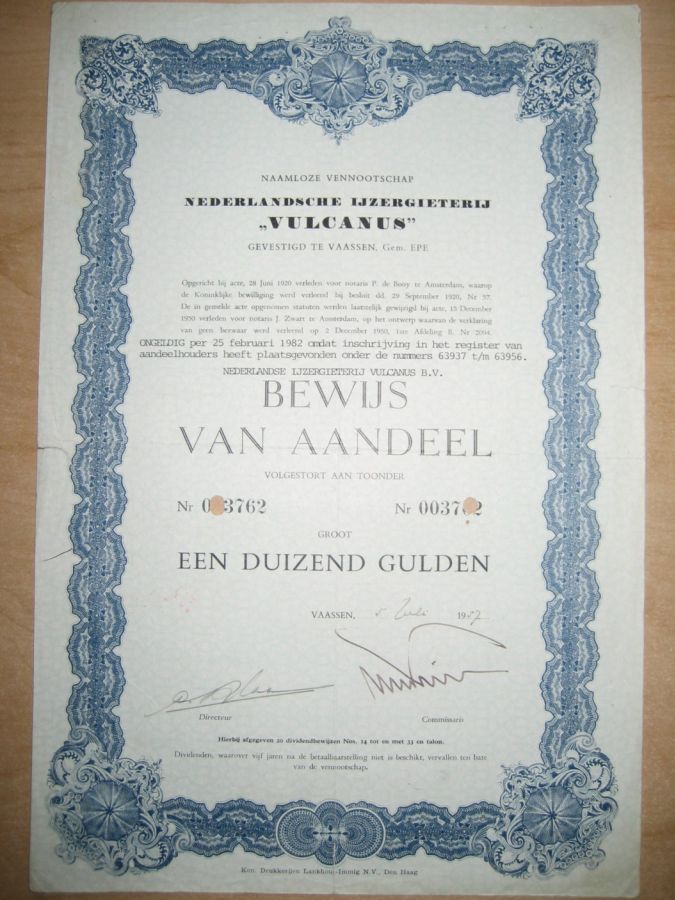 NAAMLOZE VENNOOTSCHAP
NEDERLANDSCHE IJZERGIETERIJ
„VULCANUS”
GEVESTIGD TE VAASSEN, Gem. EPE
Opgericht bij acte, 28 Juni 1920 verleden voor notaris P. de Booy te Amsterdam, waarop
de Koninklijke bewilliging werd verleend bij besluit dd. 29 September 1920, Nr 57.
De in gemelde acte opgenomen statuten werden laatstelijk gewijzigd bij acte, 15 December
1950 verleden voor notaris J. Zwart te Amsterdam, op het ontwerp waarvan de verklaring
van geen bezwaar werd verleend op 2 December 1950, 1ste Afdeling B. Nr 2094.
ONGELDIG per 25 februari 1982 omdat inschrijving in het register van
aandeelhouders heeft plaatsgevonden onder de nummers 63937 t/m 63956.
NEDERLANDSE IJZERGIETERIJ VULCANUS B.V.
BEWIJS
VAN AANDEEL
VOLGESTORT AAN TOONDER
Nr 003762 Nr 003762
GROOT
EEN DUIZEND GULDEN
VAASSEN, 5 Juli 1957
Directeur Commissaris
Hierbij afgegeven 20 dividendbewijzen Nos. 14 tot en met 33 en talon.
Dividenden, waarover vijf jaren na de betaalbaarstelling niet is beschikt, vervallen ten bate
van de vennootschap.
Kon. Drukkerijen Lankhout-Immig N.V., Den Haag